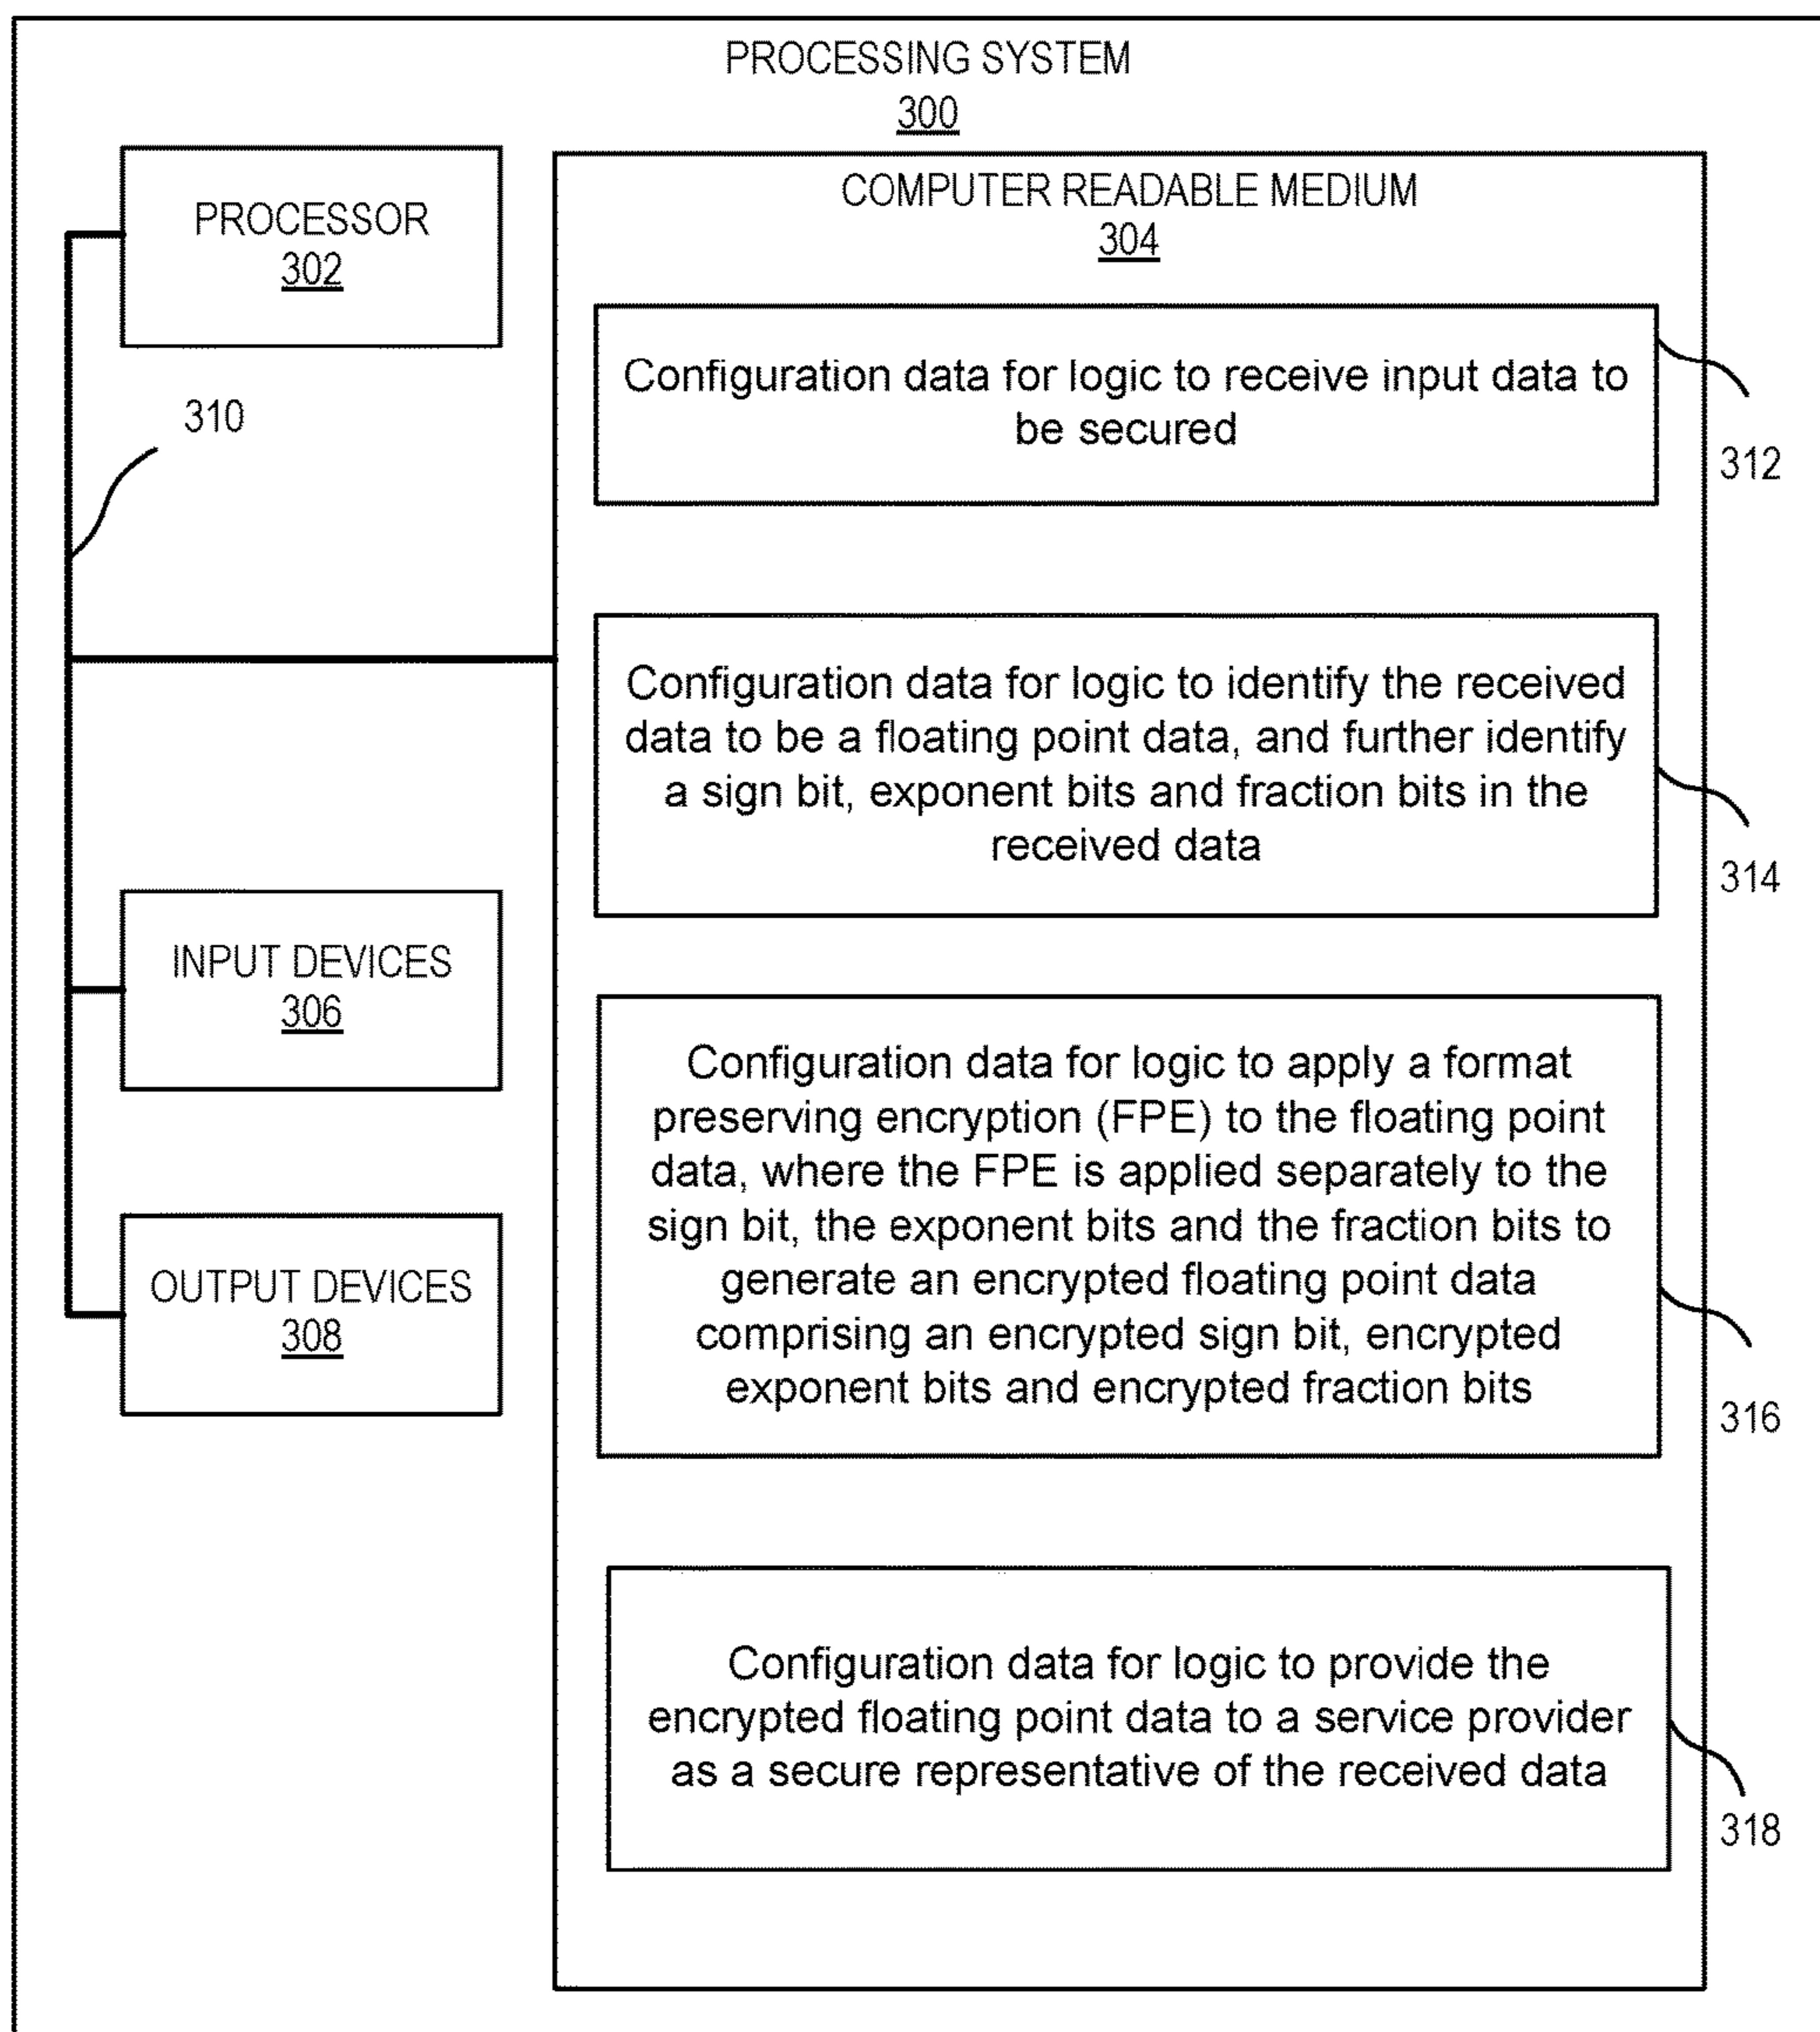 PROCESSING SYSTEM
300
PROCESSOR
302
310
INPUT DEVICES
306
OUTPUT DEVICES
308
COMPUTER READABLE MEDIUM
304
Configuration data for logic to receive input data to
be secured
312
Configuration data for logic to identify the received
data to be a floating point data, and further identify
a sign bit, exponent bits and fraction bits in the
received data
314
Configuration data for logic to apply a format
preserving encryption (FPE) to the floating point
data, where the FPE is applied separately to the
sign bit, the exponent bits and the fraction bits to
generate an encrypted floating point data
comprising an encrypted sign bit, encrypted
exponent bits and encrypted fraction bits
316
Configuration data for logic to provide the
encrypted floating point data to a service provider
as a secure representative of the received data
318